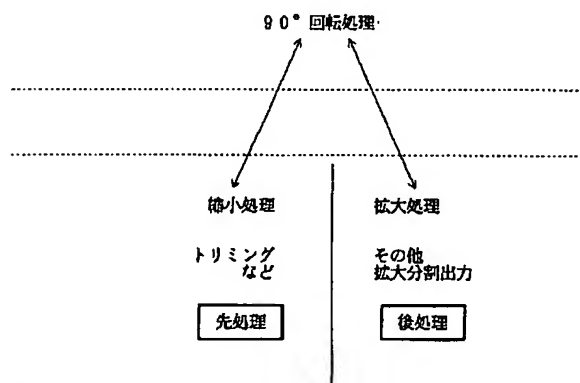 90°回転処理
縮小処理
トリミング
など
先処理
拡大処理
その他
拡大分割出力
後処理